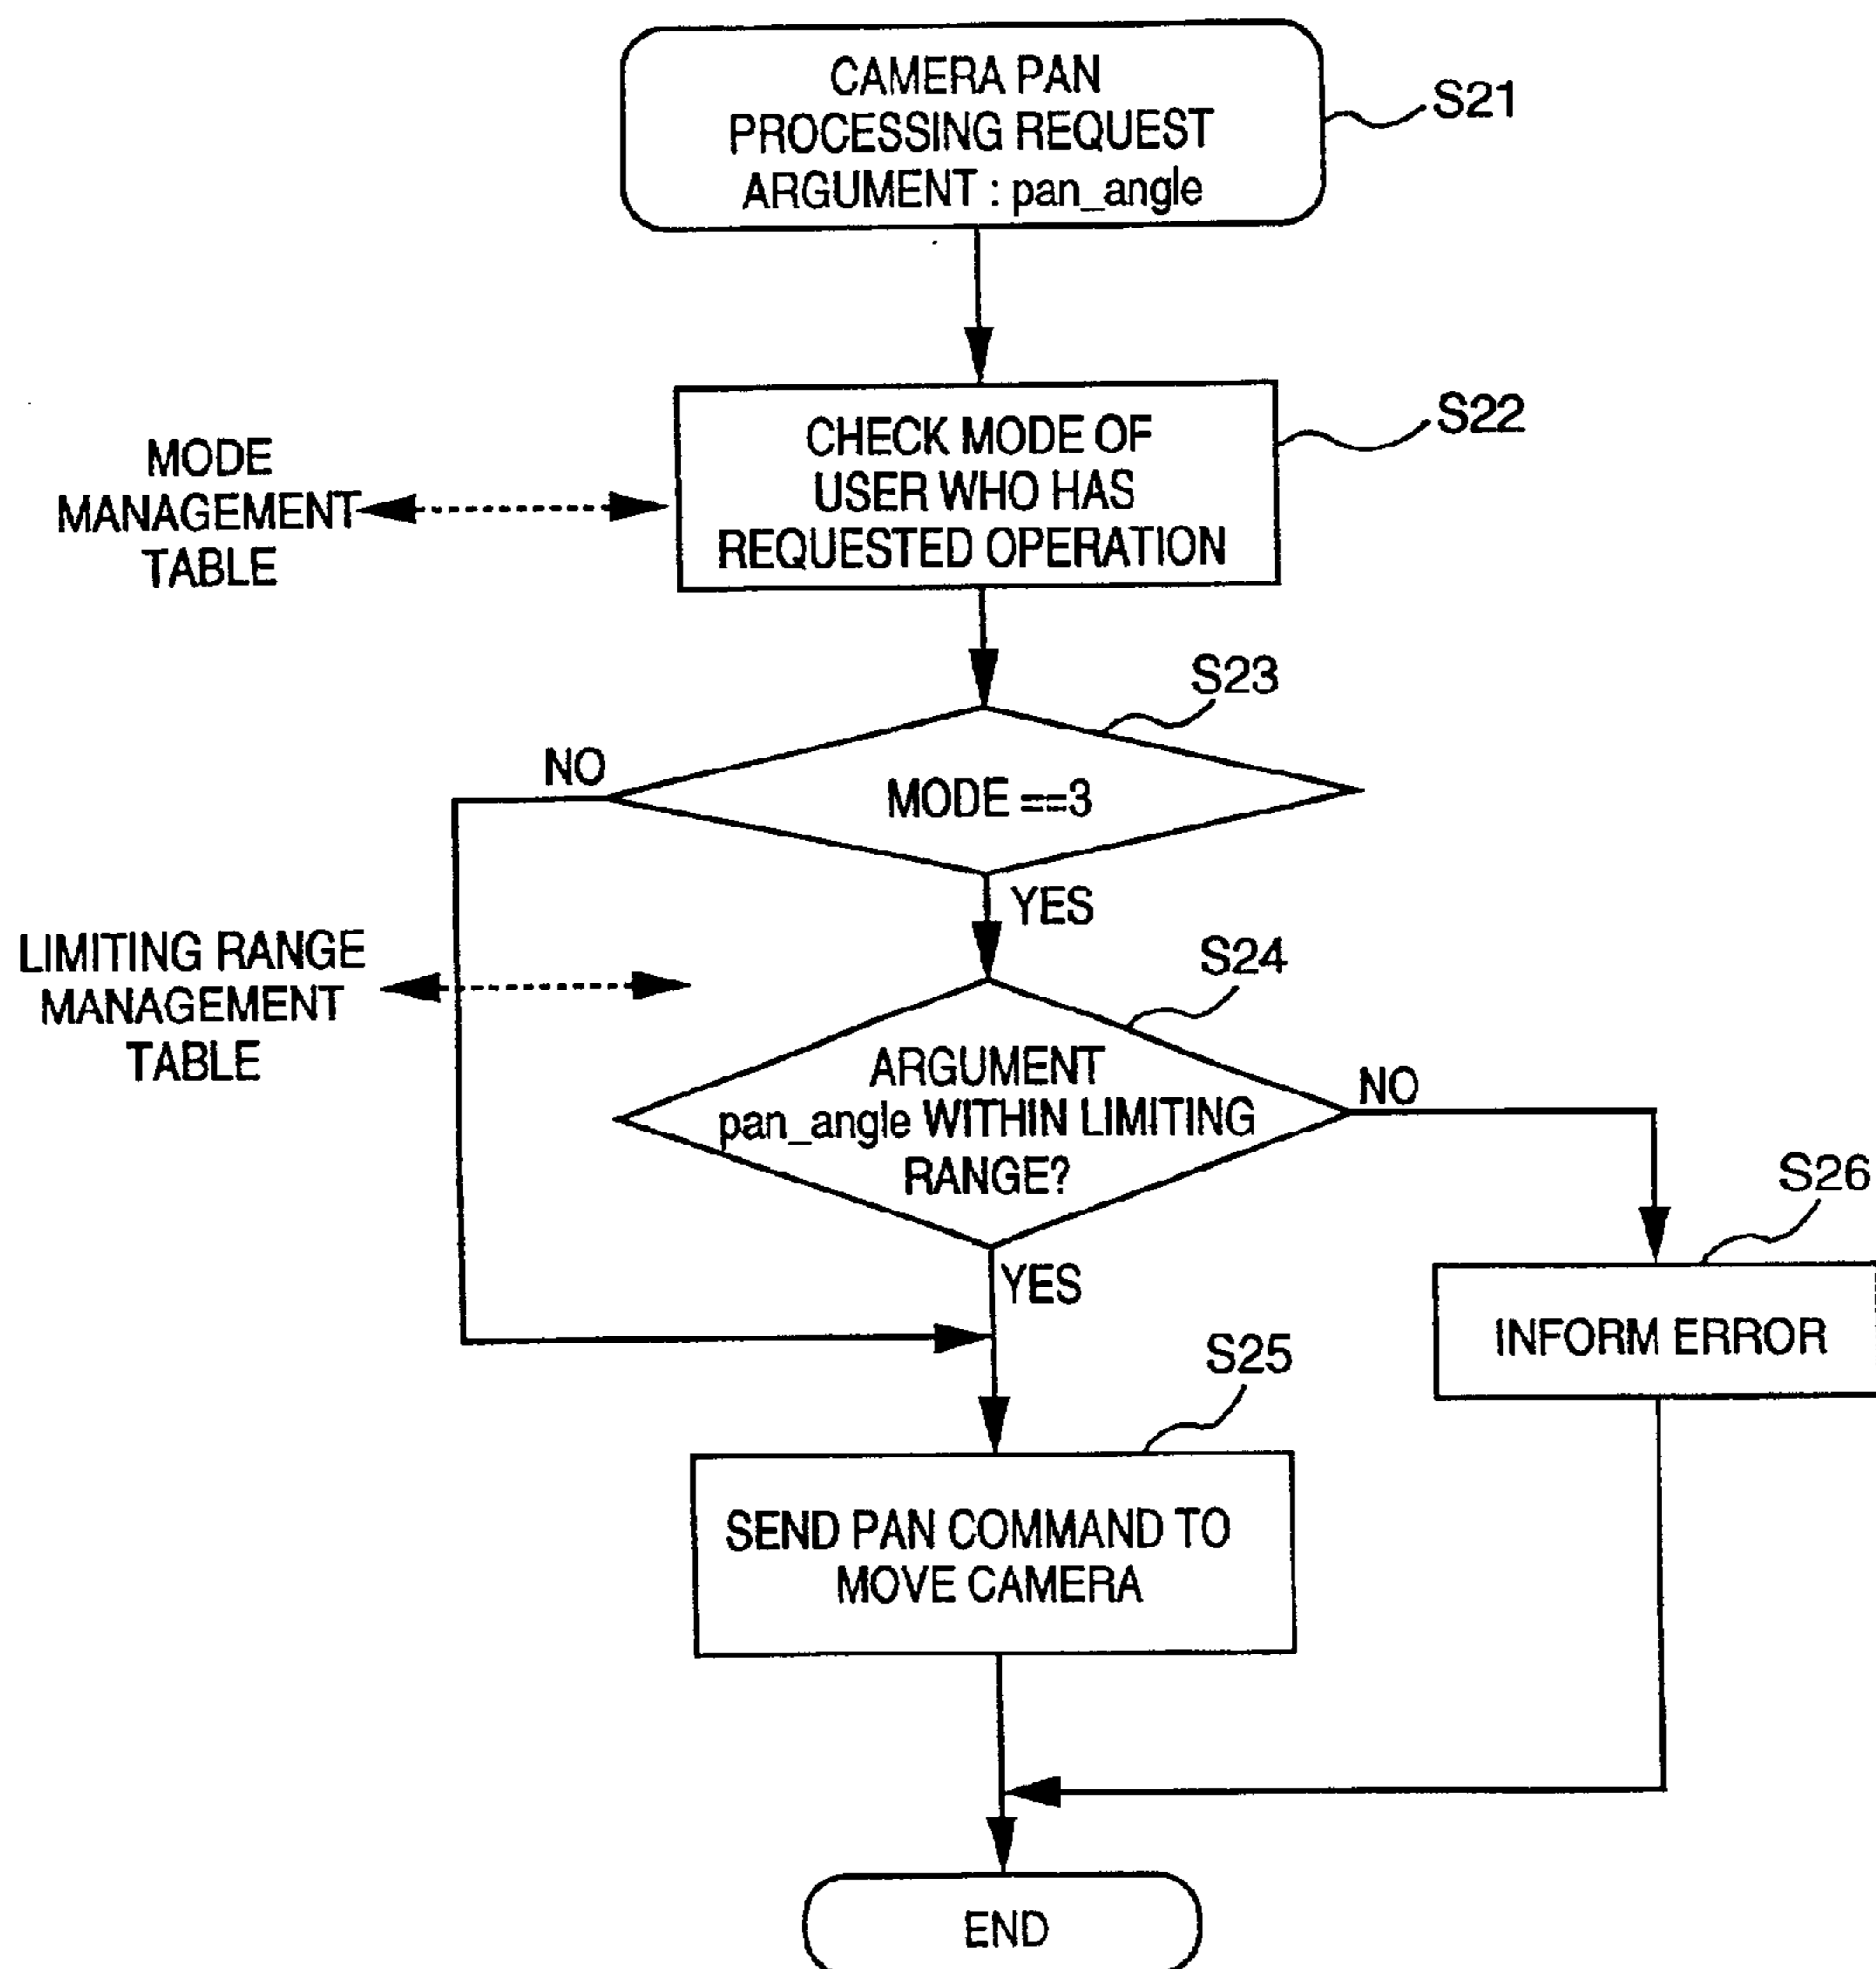 CAMERA PAN
PROCESSING REQUEST
ARGUMENT : pan_angle
S21
CHECK MODE OF
USER WHO HAS
REQUESTED OPERATION
S22
MODE
MANAGEMENT
TABLE
S23
NO
MODE ==3
YES
LIMITING RANGE
MANAGEMENT
TABLE
S24
ARGUMENT
pan_angle WITHIN LIMITING
RANGE?
NO
YES
S26
INFORM ERROR
S25
SEND PAN COMMAND TO
MOVE CAMERA
END